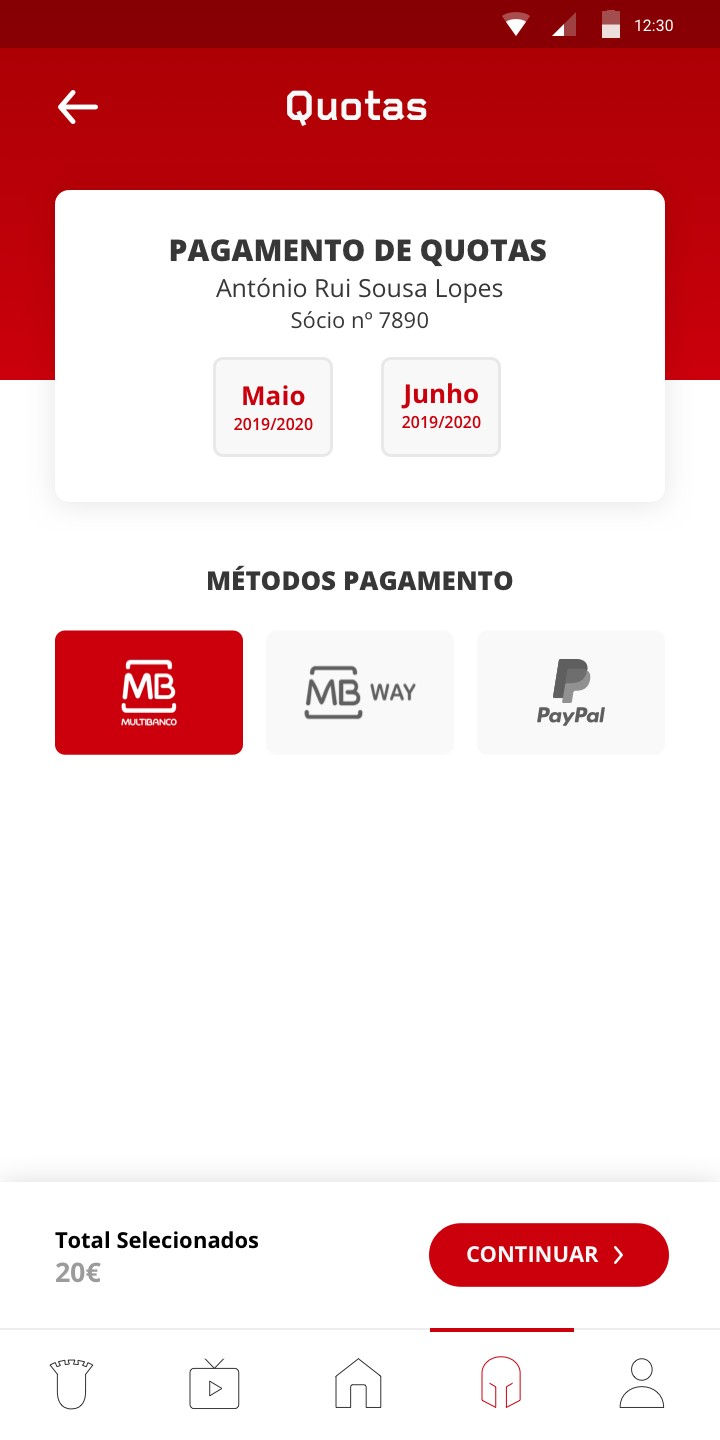 12:30
Quotas
PAGAMENTO DE QUOTAS
António Rui Sousa Lopes
Sócio nº 7890
Maio
2019/2020
Junho
2019/2020
MÉTODOS PAGAMENTO
MB
MULTIBANCO
MB WAY
PayPal
Total Selecionados
20€
CONTINUAR